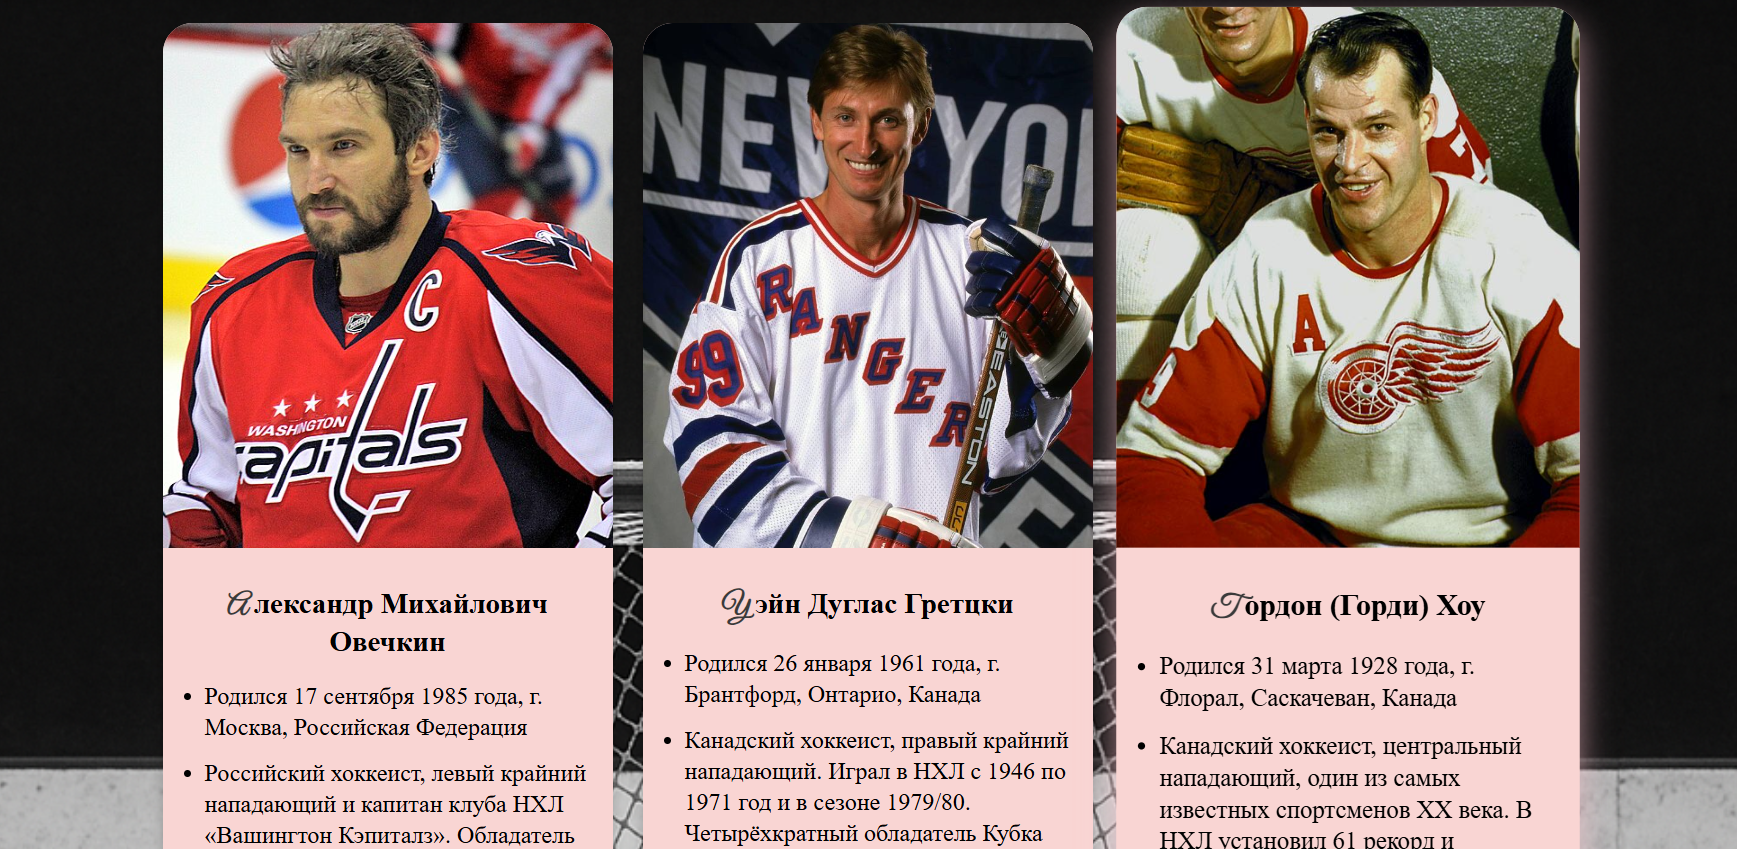 NEW YO
C
WASHINGTON
capitals
RANGER
99
EASTON
A
9
Александр Михайлович
Овечкин
• Родился 17 сентября 1985 года, г.
Москва, Российская Федерация
• Российский хоккеист, левый крайний
нападающий и капитан клуба НХЛ
«Вашингтон Кэпиталз». Обладатель
Уэйн Дуглас Гретцки
• Родился 26 января 1961 года, г.
Брантфорд, Онтарио, Канада
• Канадский хоккеист, правый крайний
нападающий. Играл в НХЛ с 1946 по
1971 год и в сезоне 1979/80.
Четырёхкратный обладатель Кубка
Гордон (Горди) Хоу
• Родился 31 марта 1928 года, г.
Флорал, Саскачеван, Канада
• Канадский хоккеист, центральный
нападающий, один из самых
известных спортсменов XX века. В
НХЛ установил 61 рекорд и